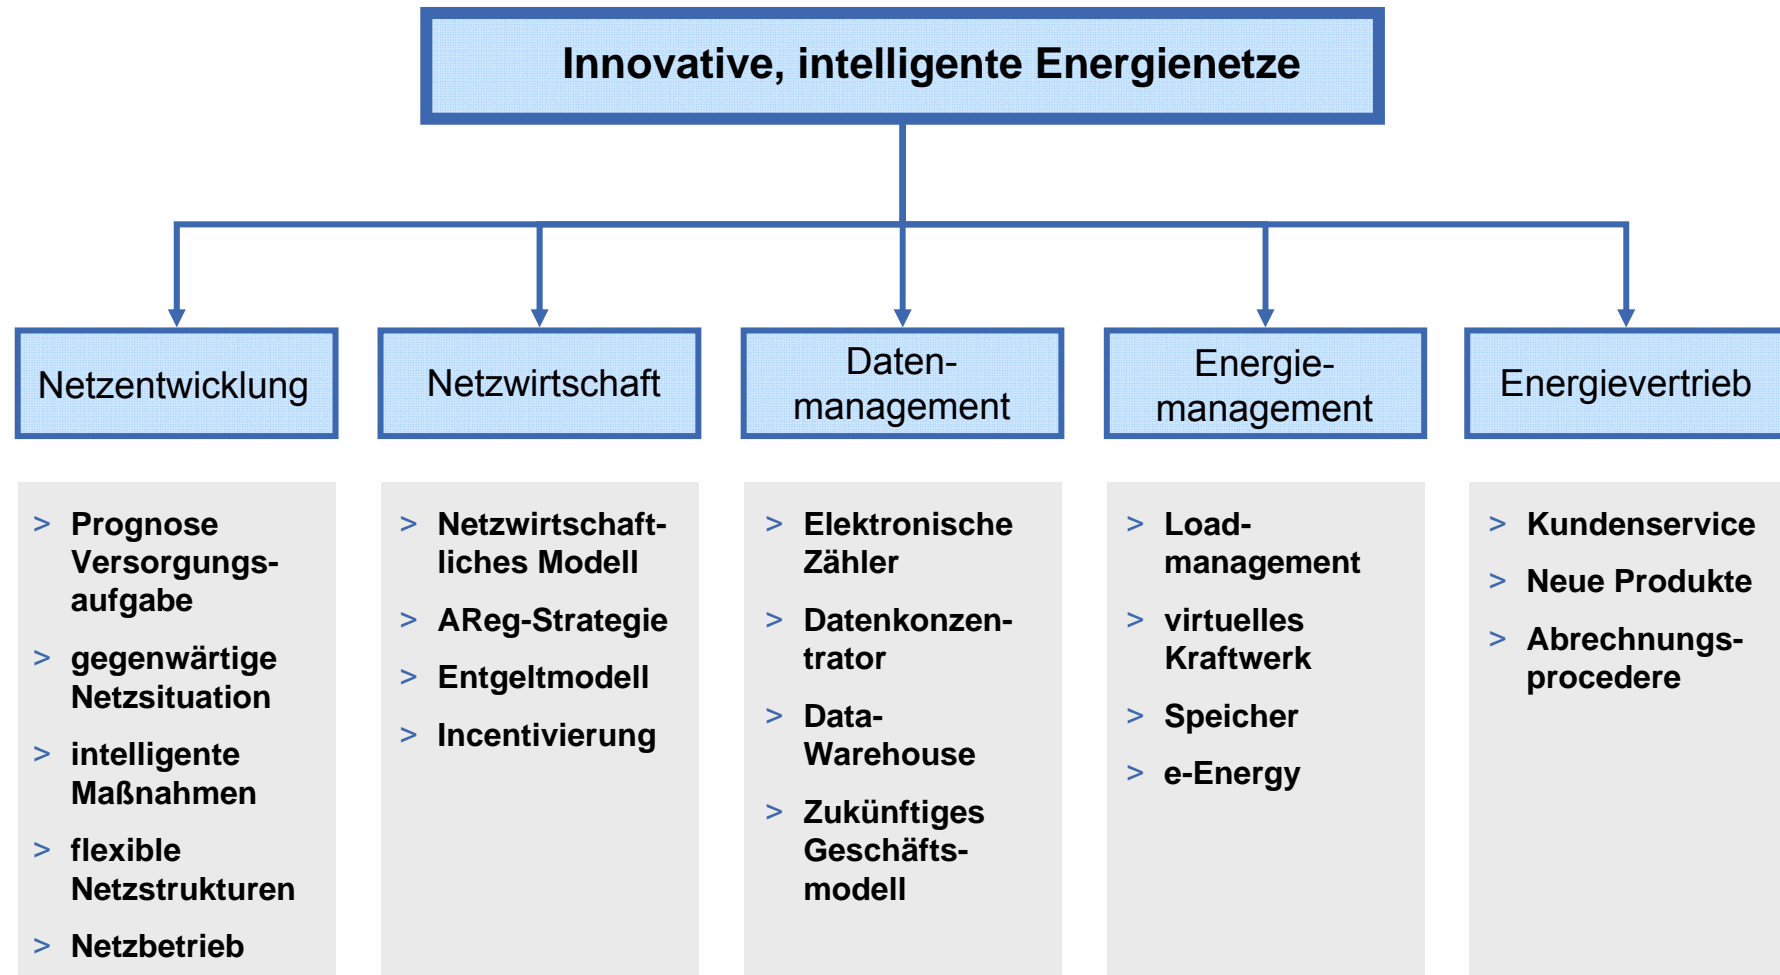 Innovative, intelligente Energienetze
Netzentwicklung
Netzwirtschaft
Daten-
management
Energie-
management
Energievertrieb
> Prognose
Versorgungs-
aufgabe
> gegenwärtige
Netzsituation
> intelligente
Maßnahmen
> flexible
Netzstrukturen
> Netzbetrieb
> Netzwirtschaft-
liches Modell
> AReg-Strategie
> Entgeltmodell
> Incentivierung
> Elektronische
Zähler
> Datenkonzen-
trator
> Data-
Warehouse
> Zukünftiges
Geschäfts-
modell
> Load-
management
> virtuelles
Kraftwerk
> Speicher
> e-Energy
> Kundenservice
> Neue Produkte
> Abrechnungs-
procedere